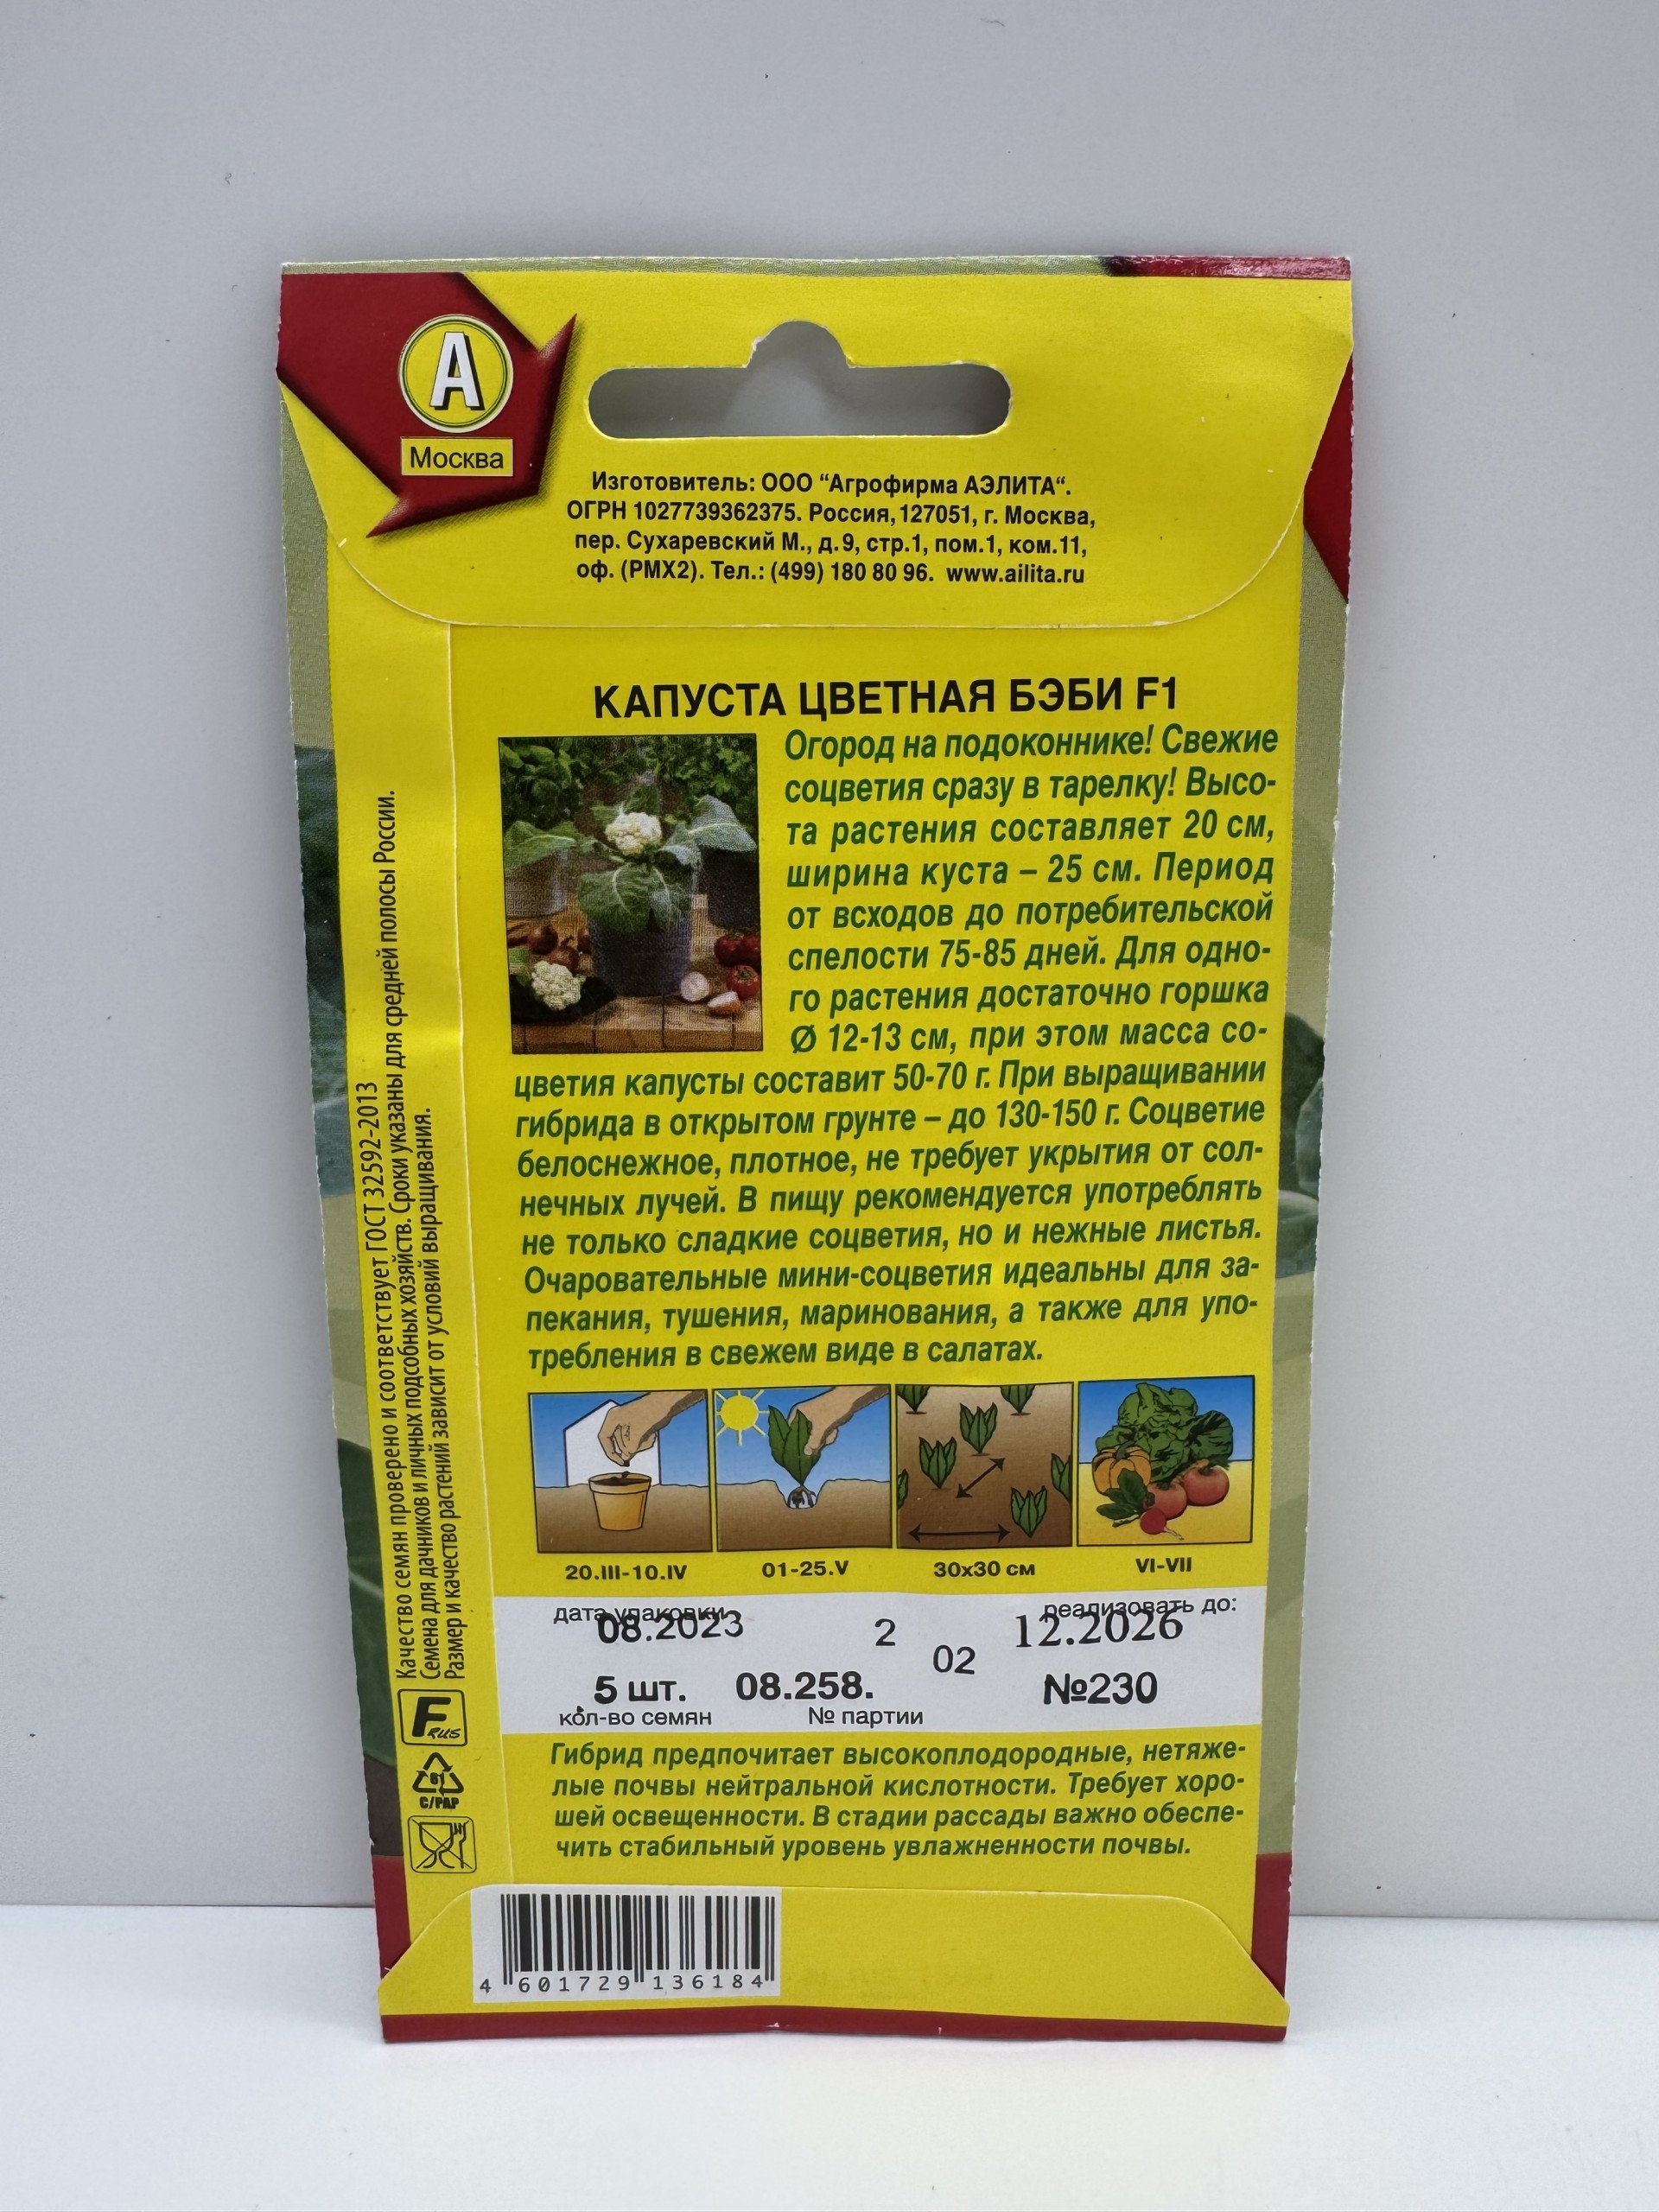 А
Москва
Изготовитель: ООО “Агрофирма АЭЛИТА“.
ОГРН 1027739362375. Россия, 127051, г. Москва,
пер. Сухаревский М., д.9, стр.1, пом.1, ком.11,
оф. (РМХ2). Тел.: (499) 180 80 96. www.ailita.ru
КАПУСТА ЦВЕТНАЯ БЭБИ F1
Огород на подоконнике! Свежие
соцветия сразу в тарелку! Высо-
та растения составляет 20 см,
ширина куста – 25 см. Период
от всходов до потребительской
спелости 75-85 дней. Для одно-
го растения достаточно горшка
Ø 12-13 см, при этом масса со-
цветия капусты составит 50-70 г. При выращивании
гибрида в открытом грунте – до 130-150 г. Соцветие
белоснежное, плотное, не требует укрытия от сол-
нечных лучей. В пищу рекомендуется употреблять
не только сладкие соцветия, но и нежные листья.
Очаровательные мини-соцветия идеальны для за-
пекания, тушения, маринования, а также для упо-
требления в свежем виде в салатах.
20.III-10.IV 01-25.V 30х30 см VI-VII
дата упаковки реализовать до:
08.2023 2 02 12.2026
5 шт. 08.258. №230
кол-во семян № партии
Гибрид предпочитает высокоплодородные, нетяже-
лые почвы нейтральной кислотности. Требует хоро-
шей освещенности. В стадии рассады важно обеспе-
чить стабильный уровень увлажненности почвы.
Качество семян проверено и соответствует ГОСТ 32592-2013
Семена для дачников и личных подсобных хозяйств. Сроки указаны для средней полосы России.
Размер и качество растений зависит от условий выращивания.
F RUS
81
C/PAP
4 601729 136184